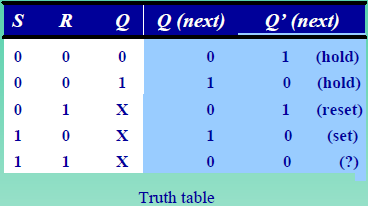 S R Q Q (next) Q’ (next)
0 0 0 0 1 (hold)
0 0 1 1 0 (hold)
0 1 X 0 1 (reset)
1 0 X 1 0 (set)
1 1 X 0 0 (?)
Truth table